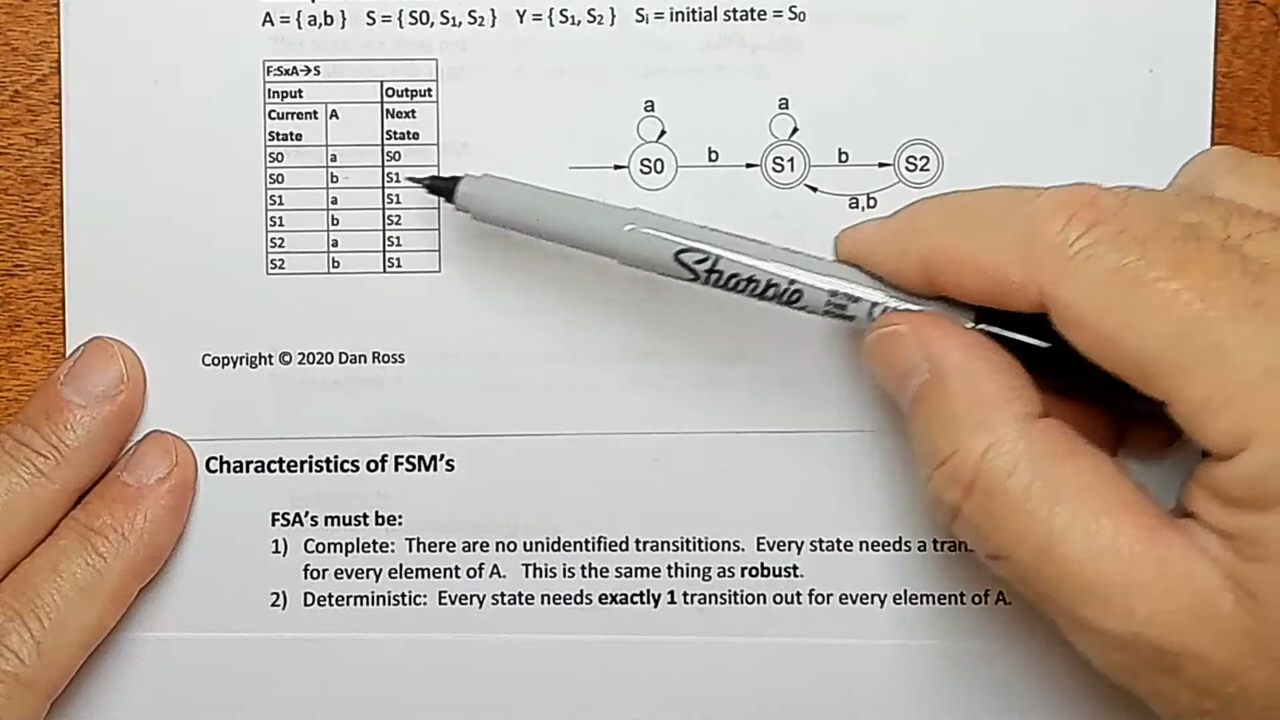 A = { a,b } S = { S0, S1, S2 } Y = { S1, S2 } Si = initial state = S0
F:SxA→S
Input Output
Current A Next
State State
S0 a S0
S0 b S1
S1 a S1
S1 b S2
S2 a S1
S2 b S1
a a
S0 b S1 b S2
a,b
Sharpie
Copyright © 2020 Dan Ross
Characteristics of FSM's
FSA's must be:
1) Complete: There are no unidentified transititions. Every state needs a
for every element of A. This is the same thing as robust.
2) Deterministic: Every state needs exactly 1 transition out for every element of A.